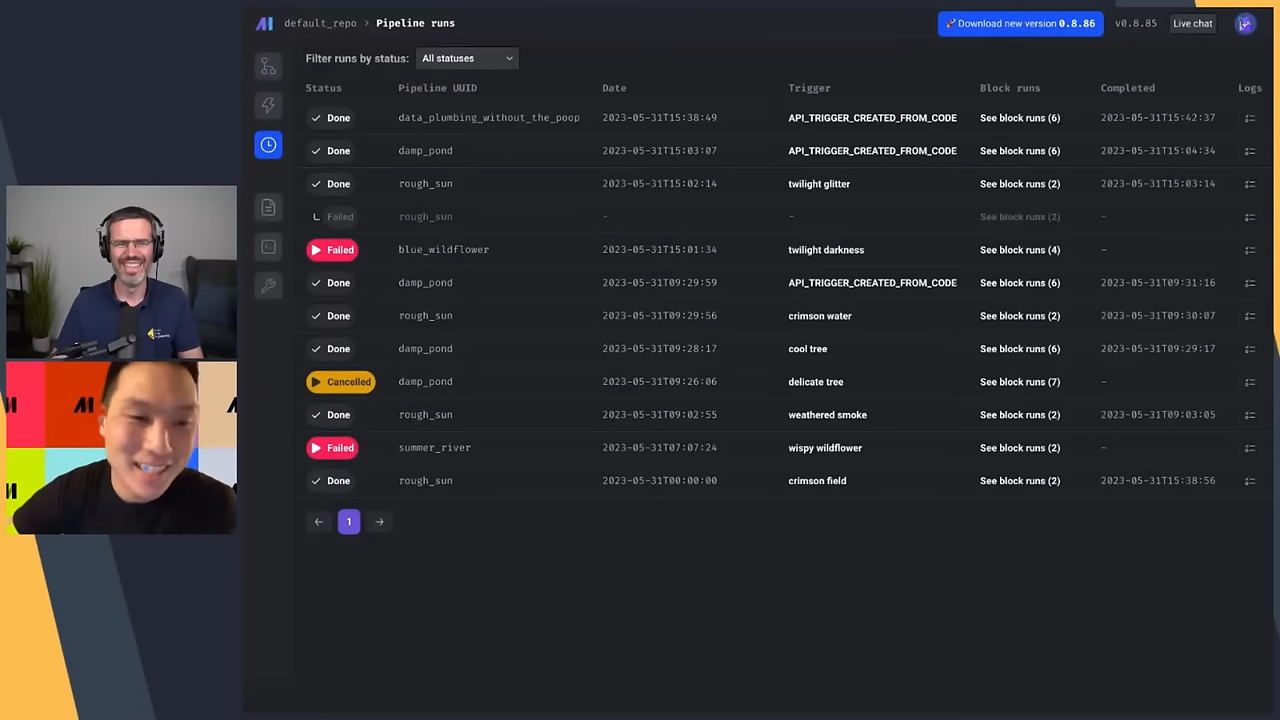 default_repo > Pipeline runs Download new version 0.8.86 v0.8.85 Live chat
Filter runs by status: All statuses
Status Pipeline UUID Date Trigger Block runs Completed Logs
Done data_plumbing_without_the_poop 2023-05-31T15:38:49 API_TRIGGER_CREATED_FROM_CODE See block runs (6) 2023-05-31T15:42:37
Done damp_pond 2023-05-31T15:03:07 API_TRIGGER_CREATED_FROM_CODE See block runs (6) 2023-05-31T15:04:34
Done rough_sun 2023-05-31T15:02:14 twilight glitter See block runs (2) 2023-05-31T15:03:14
Failed rough_sun - - See block runs (2) -
Failed blue_wildflower 2023-05-31T15:01:34 twilight darkness See block runs (4) -
Done damp_pond 2023-05-31T09:29:59 API_TRIGGER_CREATED_FROM_CODE See block runs (6) 2023-05-31T09:31:16
Done rough_sun 2023-05-31T09:29:56 crimson water See block runs (2) 2023-05-31T09:30:07
Done damp_pond 2023-05-31T09:28:17 cool tree See block runs (6) 2023-05-31T09:29:17
Cancelled damp_pond 2023-05-31T09:26:06 delicate tree See block runs (7) -
Done rough_sun 2023-05-31T09:02:55 weathered smoke See block runs (2) 2023-05-31T09:03:05
Failed summer_river 2023-05-31T07:07:24 wispy wildflower See block runs (2) -
Done rough_sun 2023-05-31T00:00:00 crimson field See block runs (2) 2023-05-31T15:38:56
← 1 →